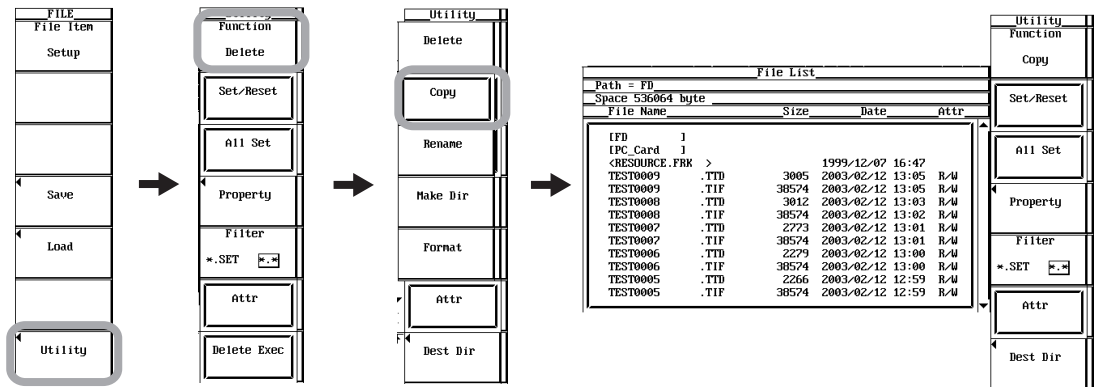 FILE
File Item
Setup
Save
Load
Utility
Utility
Function
Delete
Set/Reset
All Set
Property
Filter
*.SET *.*
Attr
Delete Exec
Utility
Delete
Copy
Rename
Make Dir
Format
Attr
Dest Dir
File List
Path = FD
Space 536064 byte
File Name Size Date Attr
[FD ]
[PC_Card ]
<RESOURCE.FRK > 1999/12/07 16:47
TEST0009 .TTD 3005 2003/02/12 13:05 R/W
TEST0009 .TIF 38574 2003/02/12 13:05 R/W
TEST0008 .TTD 3012 2003/02/12 13:03 R/W
TEST0008 .TIF 38574 2003/02/12 13:02 R/W
TEST0007 .TTD 2773 2003/02/12 13:01 R/W
TEST0007 .TIF 38574 2003/02/12 13:01 R/W
TEST0006 .TTD 2279 2003/02/12 13:00 R/W
TEST0006 .TIF 38574 2003/02/12 13:00 R/W
TEST0005 .TTD 2266 2003/02/12 12:59 R/W
TEST0005 .TIF 38574 2003/02/12 12:59 R/W
Utility
Function
Copy
Set/Reset
All Set
Property
Filter
*.SET *.*
Attr
Dest Dir